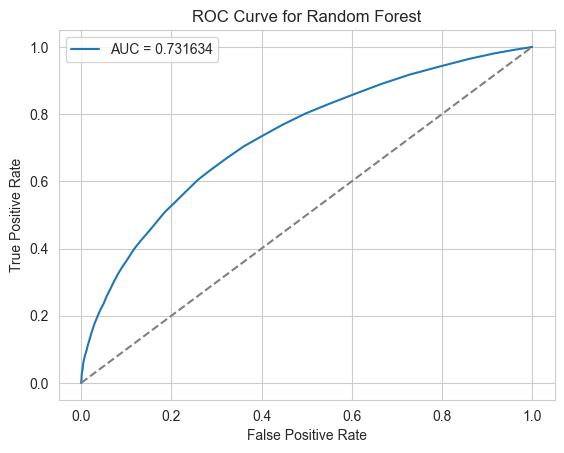 ROC Curve for Random Forest
AUC = 0.731634
1.0
0.8
0.6
0.4
0.2
0.0
True Positive Rate
0.0 0.2 0.4 0.6 0.8 1.0
False Positive Rate